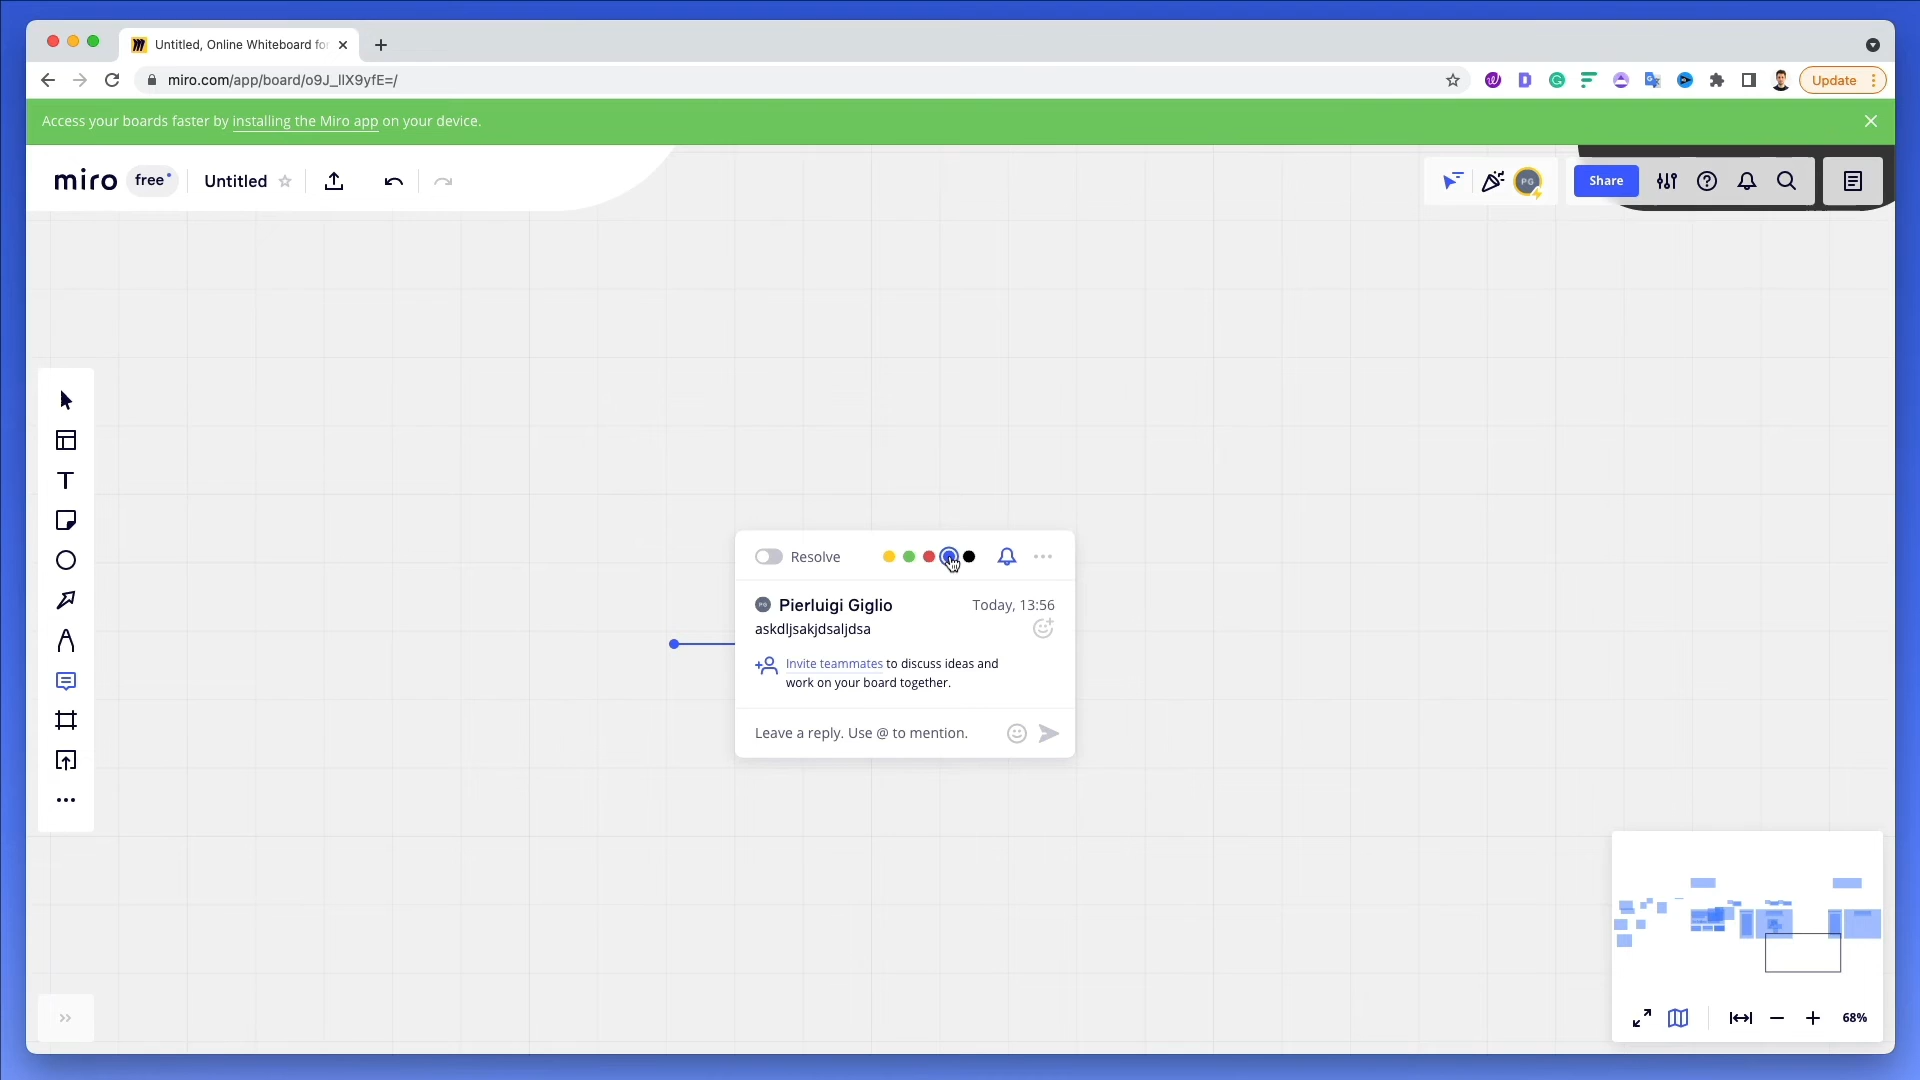 Untitled, Online Whiteboard for
miro.com/app/board/o9J_lIX9yfE=/
Update
Access your boards faster by installing the Miro app on your device.
miro
free
Untitled
PG
Share
Resolve
PG Pierluigi Giglio
Today, 13:56
askdljsakjdsaljdsa
Invite teammates to discuss ideas and
work on your board together.
Leave a reply. Use @ to mention.
68%